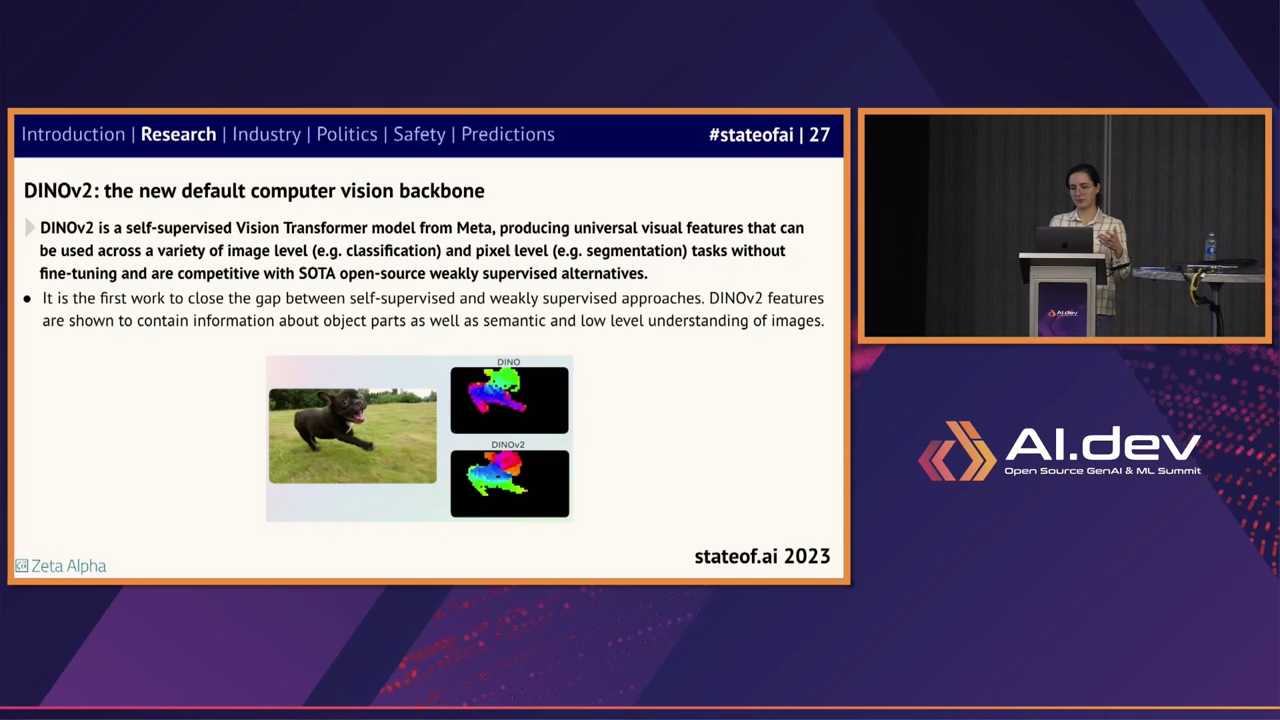 Introduction | Research | Industry | Politics | Safety | Predictions
#stateofai | 27
DINOv2: the new default computer vision backbone
DINOv2 is a self-supervised Vision Transformer model from Meta, producing universal visual features that can
be used across a variety of image level (e.g. classification) and pixel level (e.g. segmentation) tasks without
fine-tuning and are competitive with SOTA open-source weakly supervised alternatives.
● It is the first work to close the gap between self-supervised and weakly supervised approaches. DINOv2 features
are shown to contain information about object parts as well as semantic and low level understanding of images.
DINO
DINOv2
Zeta Alpha
stateof.ai 2023
AI.dev
AI.dev
Open Source GenAI & ML Summit